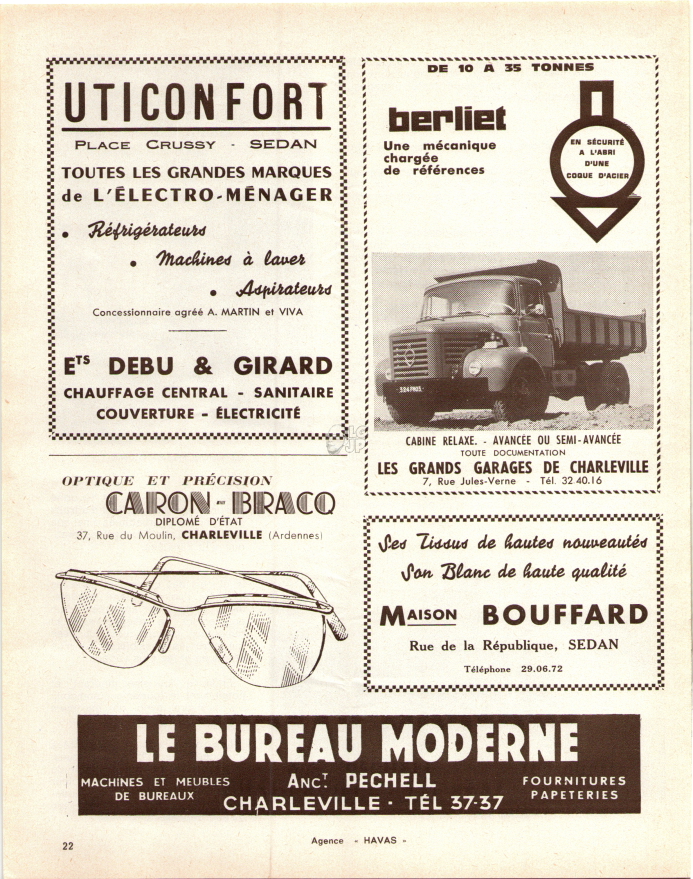 UTICONFORT
PLACE CRUSSY - SEDAN
TOUTES LES GRANDES MARQUES
de L'ÉLECTRO-MÉNAGER
• Réfrigérateurs
• Machines à laver
• Aspirateurs
Concessionnaire agréé A. MARTIN et VIVA
ETS DEBU & GIRARD
CHAUFFAGE CENTRAL - SANITAIRE
COUVERTURE - ÉLECTRICITÉ
DE 10 A 35 TONNES
berliet
Une mécanique
chargée
de références
EN SÉCURITÉ
A L'ABRI
D'UNE
COQUE D'ACIER
CABINE RELAXE. - AVANCÉE OU SEMI-AVANCÉE
TOUTE DOCUMENTATION
LES GRANDS GARAGES DE CHARLEVILLE
7, Rue Jules-Verne - Tél. 32 40.16
OPTIQUE ET PRÉCISION
CARON-BRACQ
DIPLOMÉ D'ÉTAT
37, Rue du Moulin, CHARLEVILLE (Ardennes)
Ses Tissus de hautes nouveautés
Son Blanc de haute qualité
MAISON BOUFFARD
Rue de la République, SEDAN
Téléphone 29.06.72
LE BUREAU MODERNE
MACHINES ET MEUBLES
DE BUREAUX
ANCT PECHELL
CHARLEVILLE · TÉL 37-37
FOURNITURES
PAPETERIES
22
Agence « HAVAS »